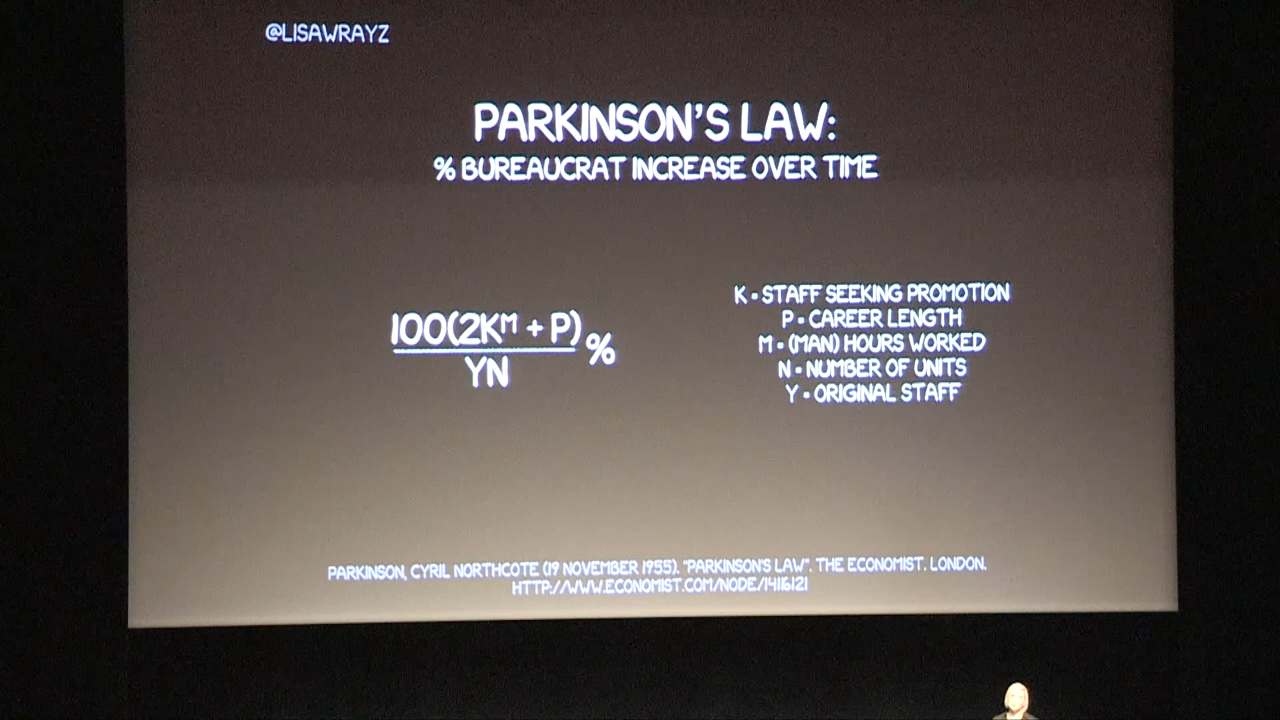 @LISAWRAYZ
PARKINSON'S LAW:
% BUREAUCRAT INCREASE OVER TIME
100(2Kᴹ + P)
YN
%
K = STAFF SEEKING PROMOTION
P = CAREER LENGTH
M = (MAN) HOURS WORKED
N = NUMBER OF UNITS
Y = ORIGINAL STAFF
PARKINSON, CYRIL NORTHCOTE (19 NOVEMBER 1955). "PARKINSON'S LAW". THE ECONOMIST. LONDON.
HTTP://WWW.ECONOMIST.COM/NODE/14116121